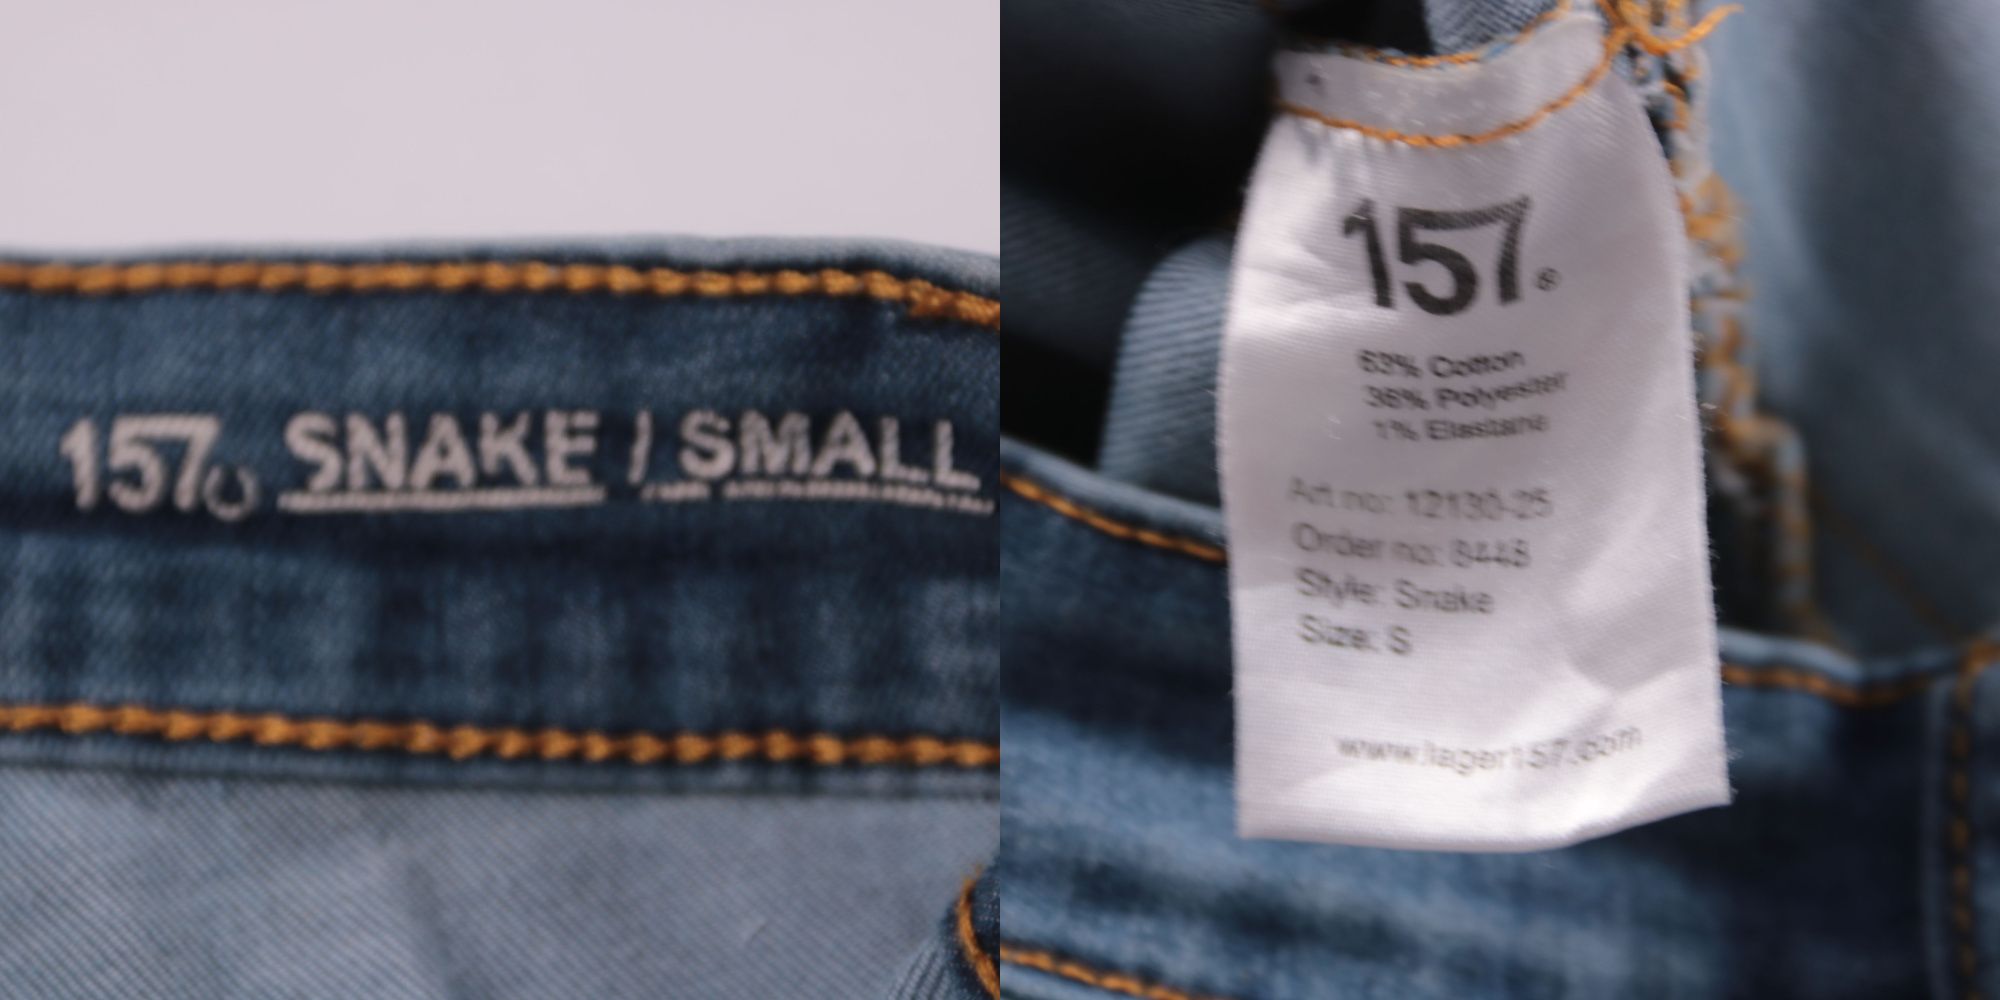 157 SNAKE / SMALL
157®
63% Cotton
36% Polyester
1% Elastane
Art no: 12130-25
Order no: 8448
Style: Snake
Size: S
www.lager157.com